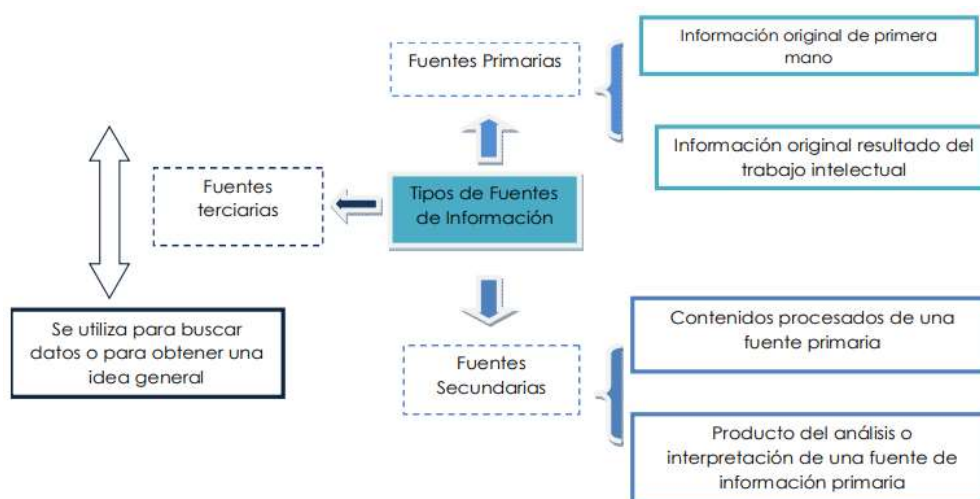 Fuentes Primarias
Información original de primera
mano
Información original resultado del
trabajo intelectual
Fuentes
terciarias
Tipos de Fuentes
de Información
Se utiliza para buscar
datos o para obtener una
idea general
Fuentes
Secundarias
Contenidos procesados de una
fuente primaria
Producto del análisis o
interpretación de una fuente de
información primaria